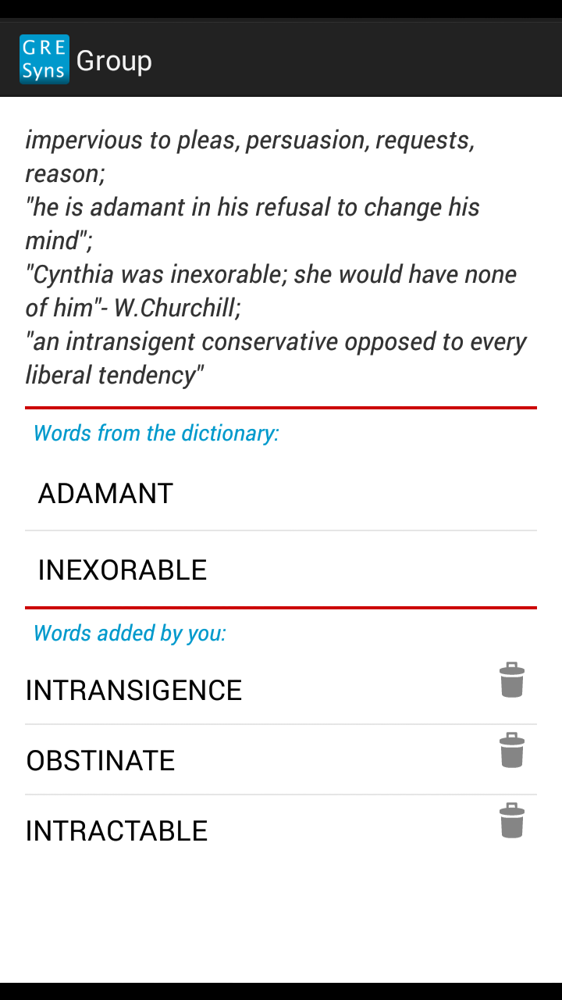 GRE
Syns
Group
impervious to pleas, persuasion, requests,
reason;
"he is adamant in his refusal to change his
mind";
"Cynthia was inexorable; she would have none
of him"- W.Churchill;
"an intransigent conservative opposed to every
liberal tendency"
Words from the dictionary:
ADAMANT
INEXORABLE
Words added by you:
INTRANSIGENCE
OBSTINATE
INTRACTABLE